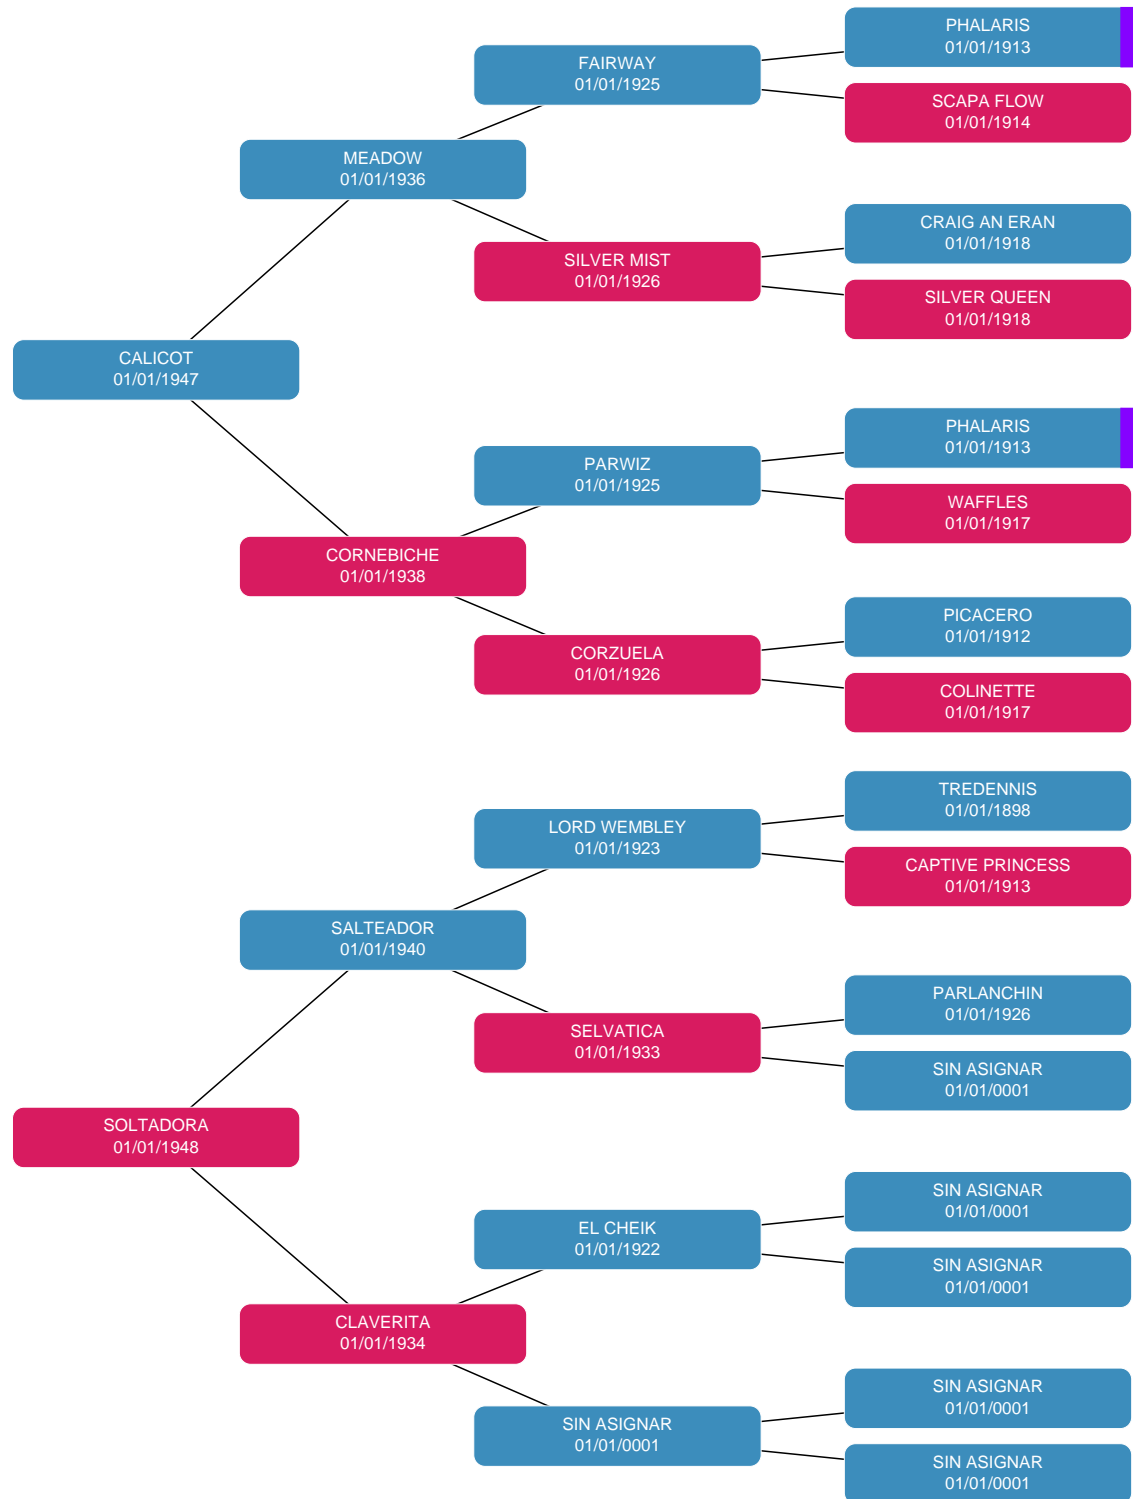 PHALARIS
01/01/1913
FAIRWAY
01/01/1925
SCAPA FLOW
01/01/1914
MEADOW
01/01/1936
CRAIG AN ERAN
01/01/1918
SILVER MIST
01/01/1926
SILVER QUEEN
01/01/1918
CALICOT
01/01/1947
PHALARIS
01/01/1913
PARWIZ
01/01/1925
WAFFLES
01/01/1917
CORNEBICHE
01/01/1938
PICACERO
01/01/1912
CORZUELA
01/01/1926
COLINETTE
01/01/1917
TREDENNIS
01/01/1898
LORD WEMBLEY
01/01/1923
CAPTIVE PRINCESS
01/01/1913
SALTEADOR
01/01/1940
PARLANCHIN
01/01/1926
SELVATICA
01/01/1933
SIN ASIGNAR
01/01/0001
SOLTADORA
01/01/1948
SIN ASIGNAR
01/01/0001
EL CHEIK
01/01/1922
SIN ASIGNAR
01/01/0001
CLAVERITA
01/01/1934
SIN ASIGNAR
01/01/0001
SIN ASIGNAR
01/01/0001
SIN ASIGNAR
01/01/0001